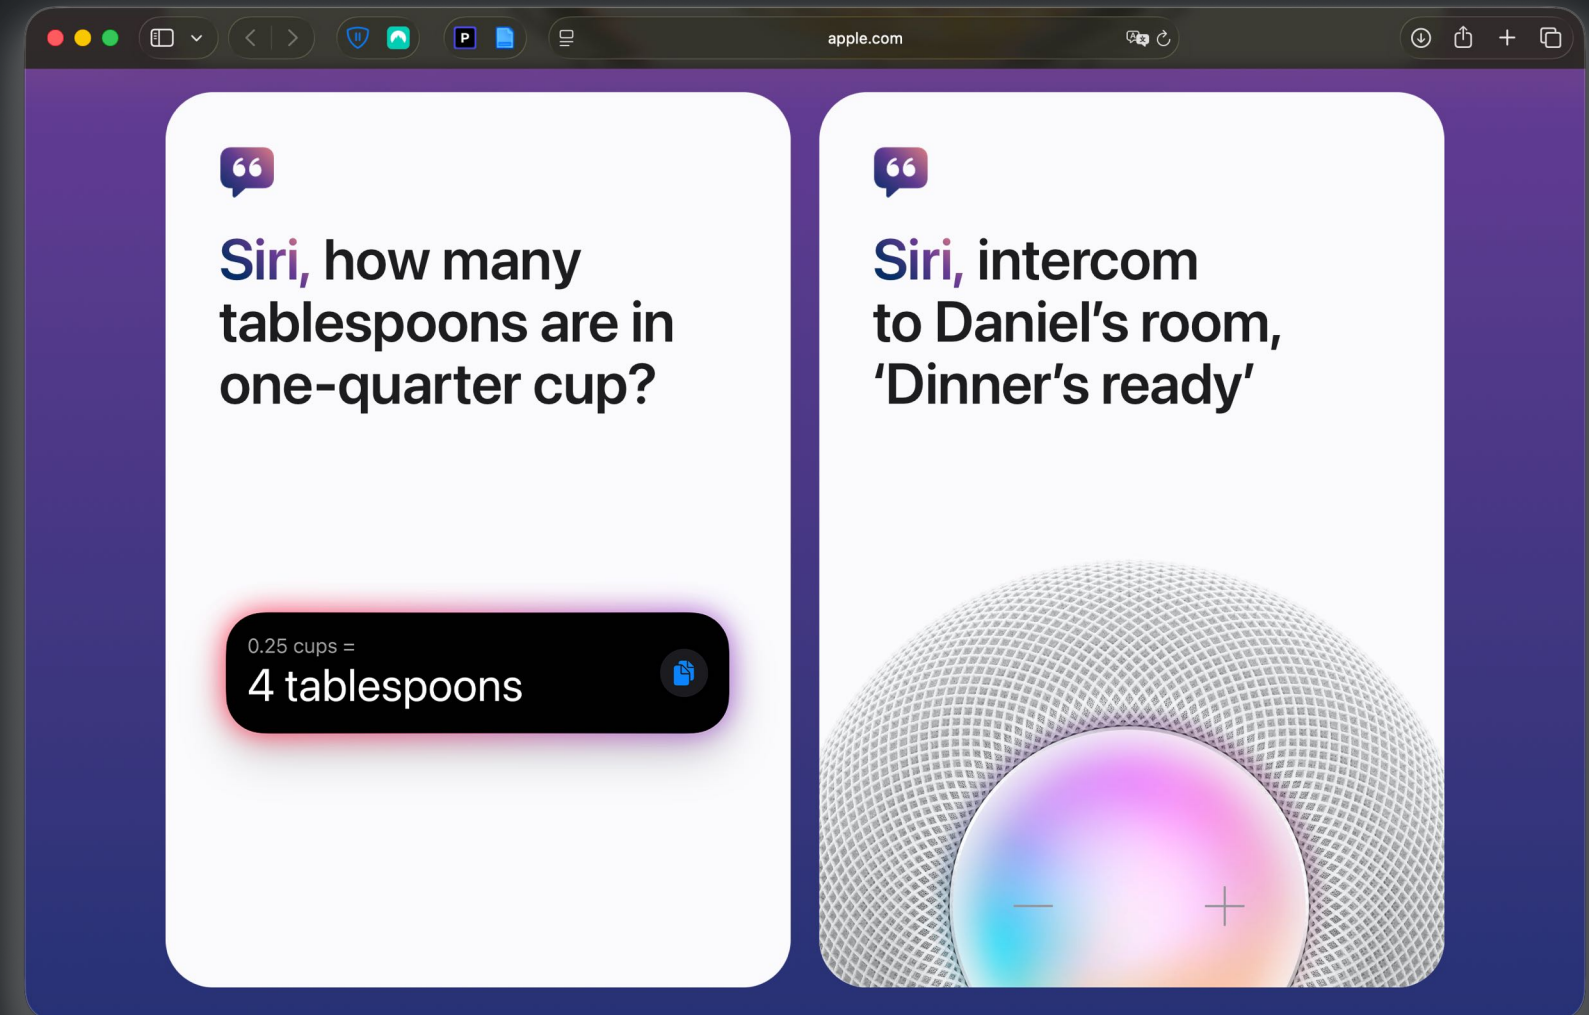 apple.com
Siri, how many
tablespoons are in
one-quarter cup?
0.25 cups =
4 tablespoons
Siri, intercom
to Daniel’s room,
‘Dinner’s ready’